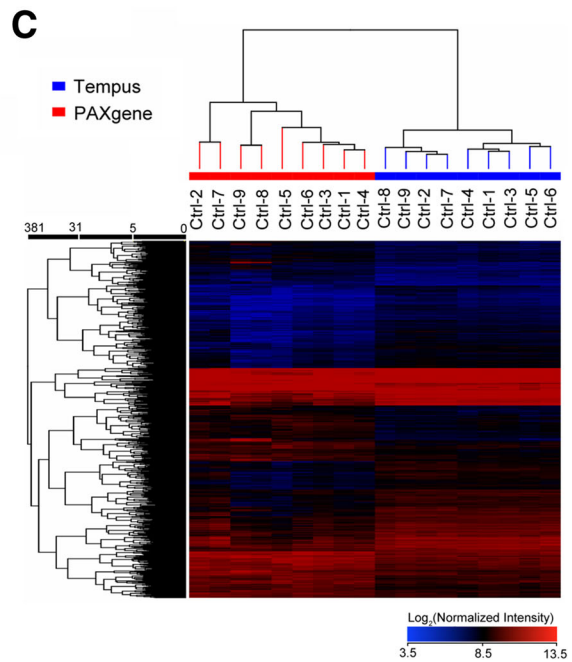 C
Tempus
PAXgene
Ctrl-2 Ctrl-7 Ctrl-9 Ctrl-8 Ctrl-5 Ctrl-6 Ctrl-3 Ctrl-1 Ctrl-4 Ctrl-8 Ctrl-9 Ctrl-2 Ctrl-7 Ctrl-4 Ctrl-1 Ctrl-3 Ctrl-5 Ctrl-6
381 31 5 0
Log₂(Normalized Intensity)
3.5 8.5 13.5